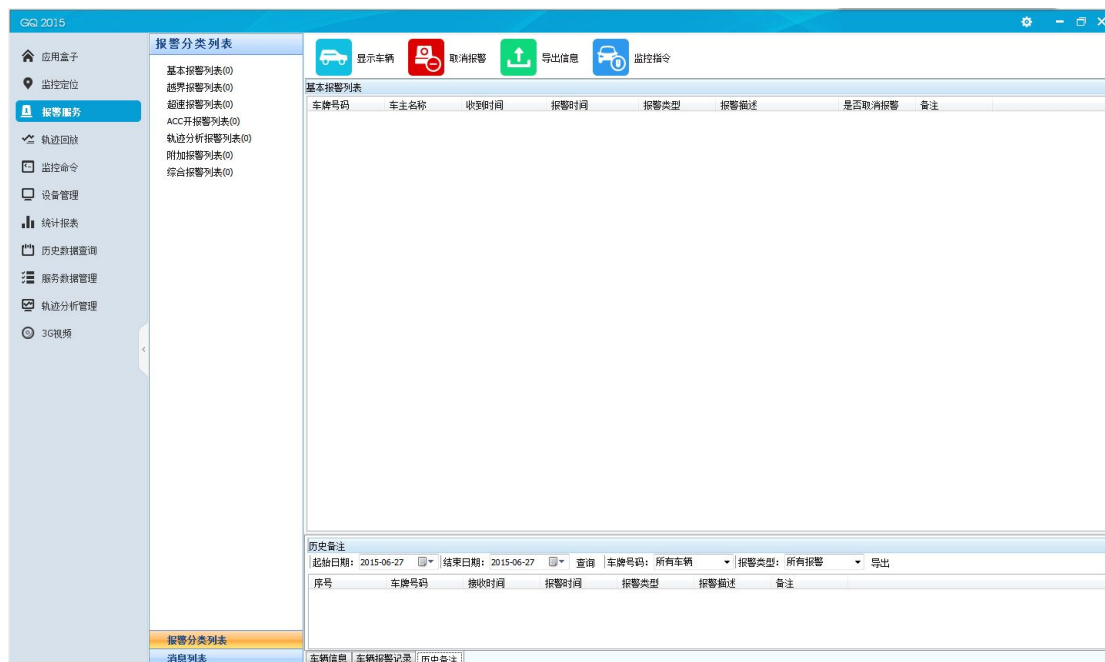 GQ 2015
应用盒子
监控定位
报警服务
轨迹回放
监控命令
设备管理
统计报表
历史数据查询
服务数据管理
轨迹分析管理
3G视频
报警分类列表
基本报警列表(0)
越界报警列表(0)
超速报警列表(0)
ACC开报警列表(0)
轨迹分析报警列表(0)
附加报警列表(0)
综合报警列表(0)
报警分类列表
消息列表
显示车辆 取消报警 导出信息 监控指令
基本报警列表
车牌号码 车主名称 收到时间 报警时间 报警类型 报警描述 是否取消报警 备注
历史备注
起始日期: 2015-06-27 结束日期: 2015-06-27 查询 车牌号码: 所有车辆 报警类型: 所有报警 导出
序号 车牌号码 接收时间 报警时间 报警类型 报警描述 备注
车辆信息 车辆报警记录 历史备注